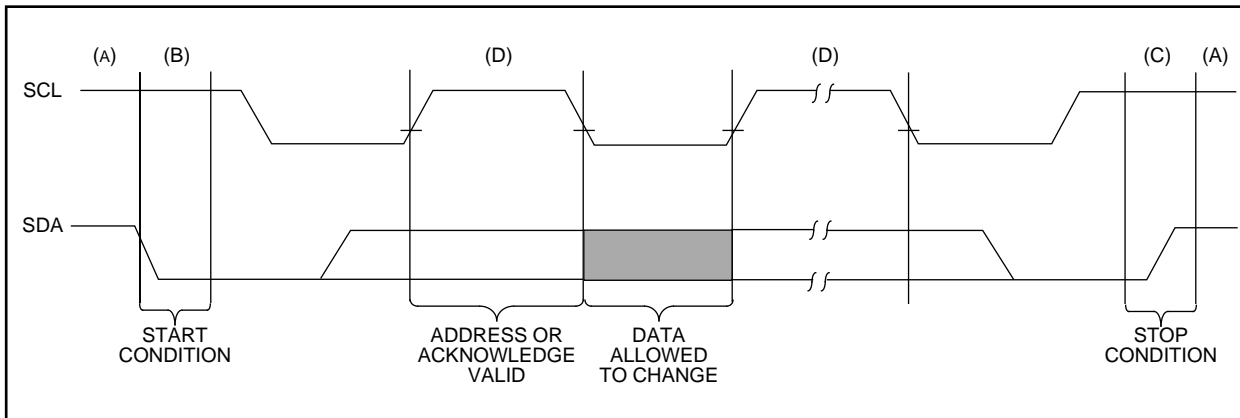 (A) (B) (D) (D) (C) (A)
SCL
SDA
START
CONDITION
ADDRESS OR
ACKNOWLEDGE
VALID
DATA
ALLOWED
TO CHANGE
STOP
CONDITION